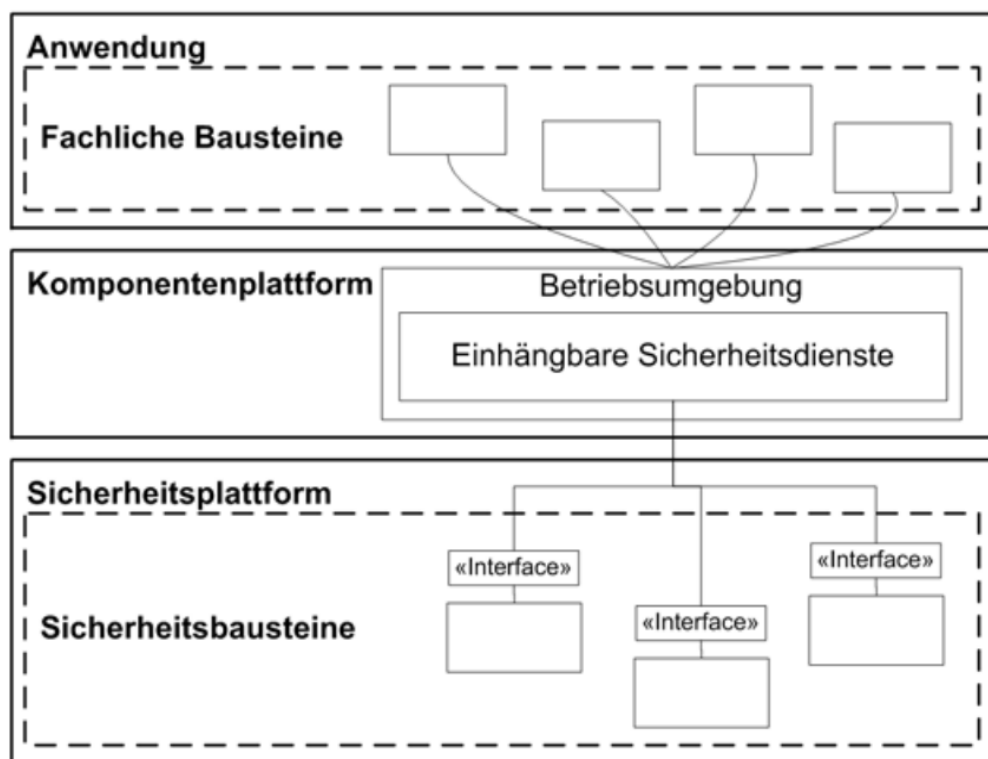 Anwendung
Fachliche Bausteine
Komponentenplattform
Betriebsumgebung
Einhängbare Sicherheitsdienste
Sicherheitsplattform
«Interface»
«Interface»
«Interface»
Sicherheitsbausteine